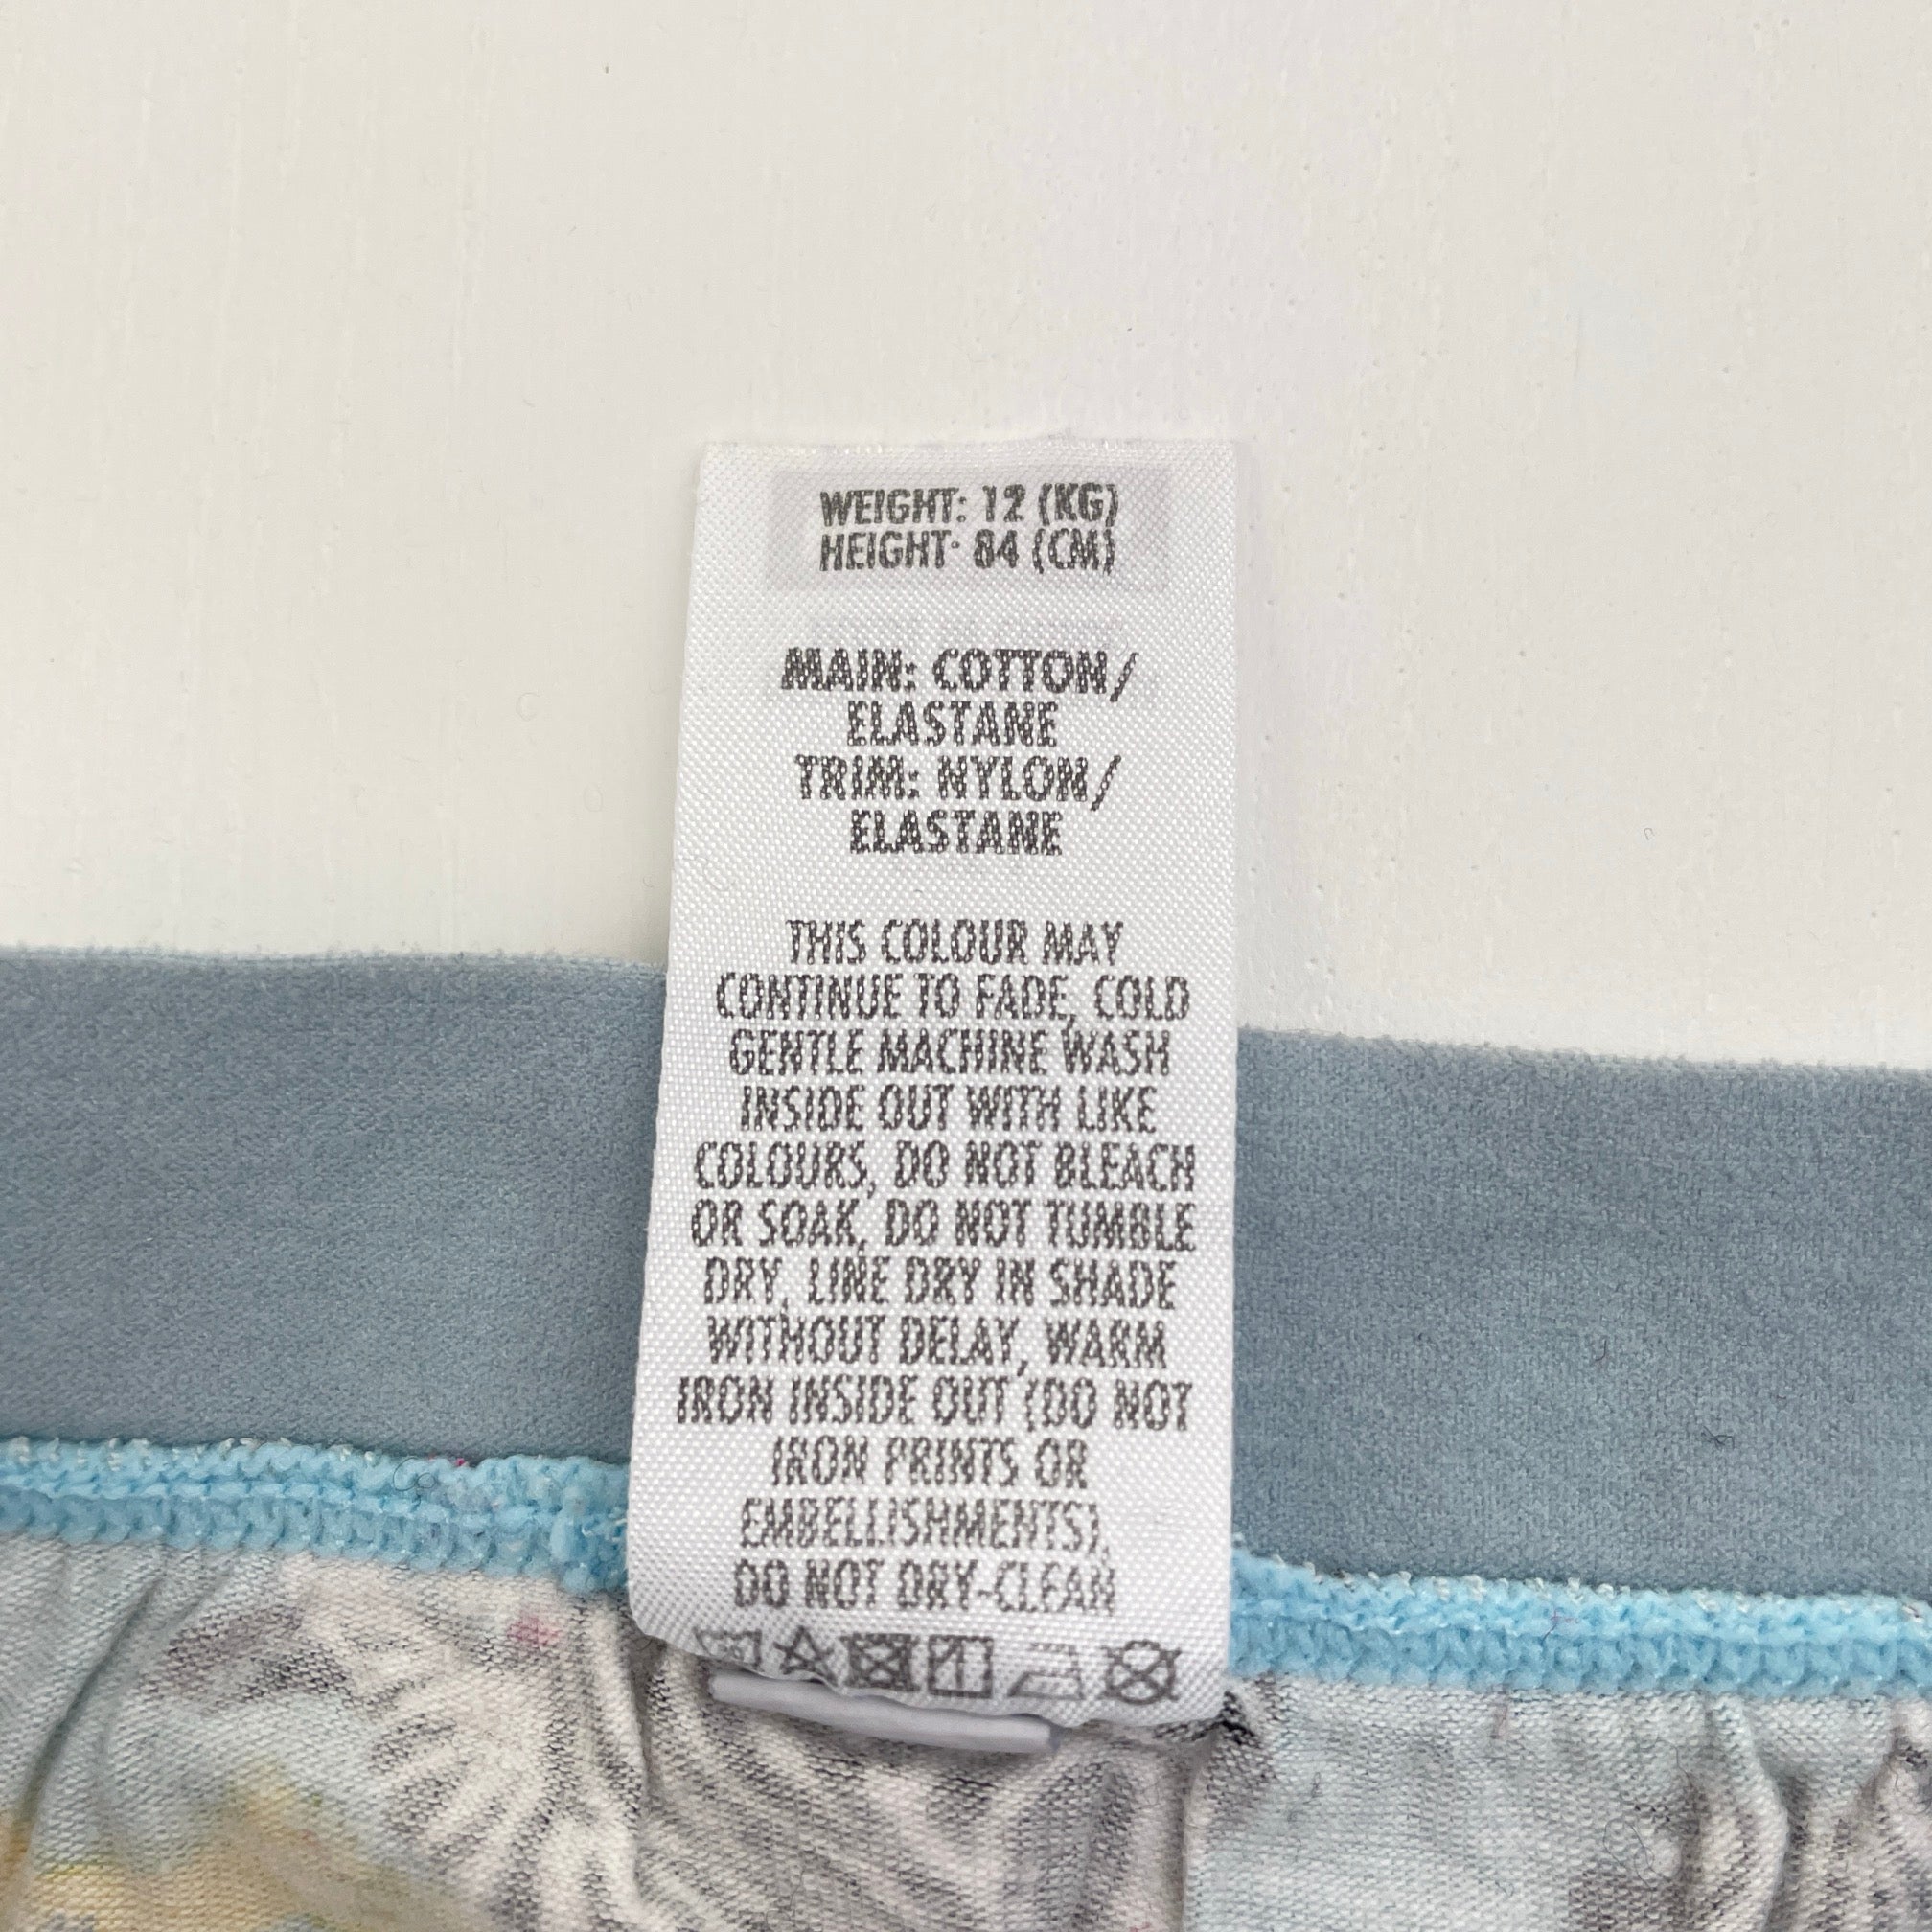 WEIGHT: 12 (KG)
HEIGHT: 84 (CM)
MAIN: COTTON/
ELASTANE
TRIM: NYLON/
ELASTANE
THIS COLOUR MAY
CONTINUE TO FADE, COLD
GENTLE MACHINE WASH
INSIDE OUT WITH LIKE
COLOURS, DO NOT BLEACH
OR SOAK, DO NOT TUMBLE
DRY, LINE DRY IN SHADE
WITHOUT DELAY, WARM
IRON INSIDE OUT (DO NOT
IRON PRINTS OR
EMBELLISHMENTS),
DO NOT DRY-CLEAN